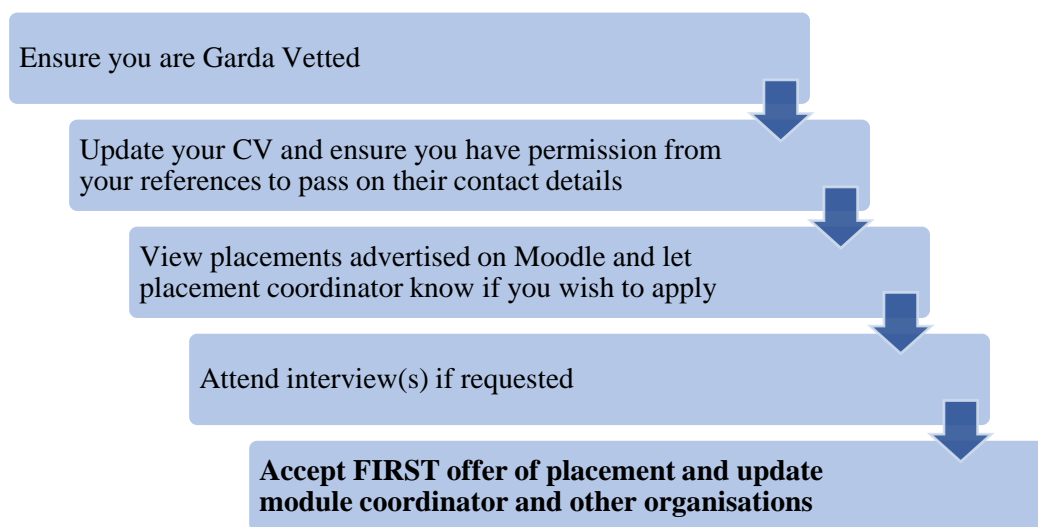 Ensure you are Garda Vetted
Update your CV and ensure you have permission from
your references to pass on their contact details
View placements advertised on Moodle and let
placement coordinator know if you wish to apply
Attend interview(s) if requested
Accept FIRST offer of placement and update
module coordinator and other organisations